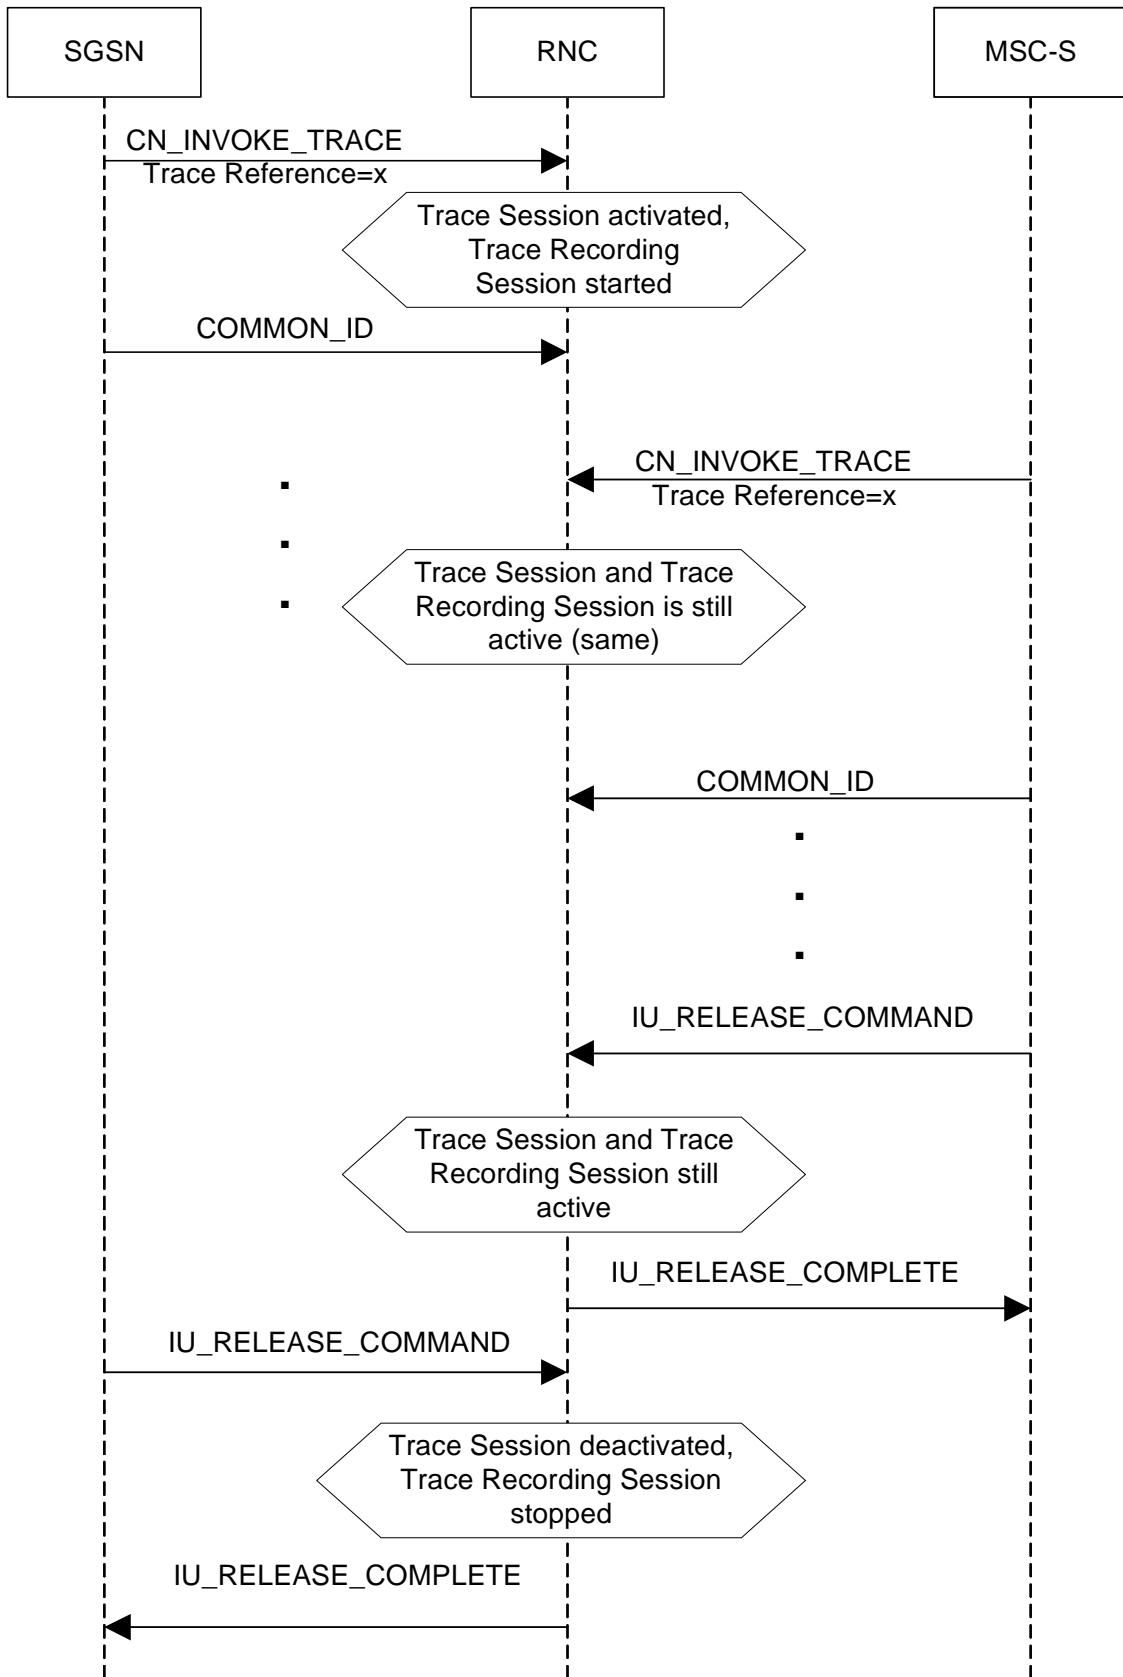 SGSN
RNC
MSC-S
CN_INVOKE_TRACE
Trace Reference=x
Trace Session activated,
Trace Recording
Session started
COMMON_ID
CN_INVOKE_TRACE
Trace Reference=x
Trace Session and Trace
Recording Session is still
active (same)
COMMON_ID
IU_RELEASE_COMMAND
Trace Session and Trace
Recording Session still
active
IU_RELEASE_COMPLETE
IU_RELEASE_COMMAND
Trace Session deactivated,
Trace Recording Session
stopped
IU_RELEASE_COMPLETE